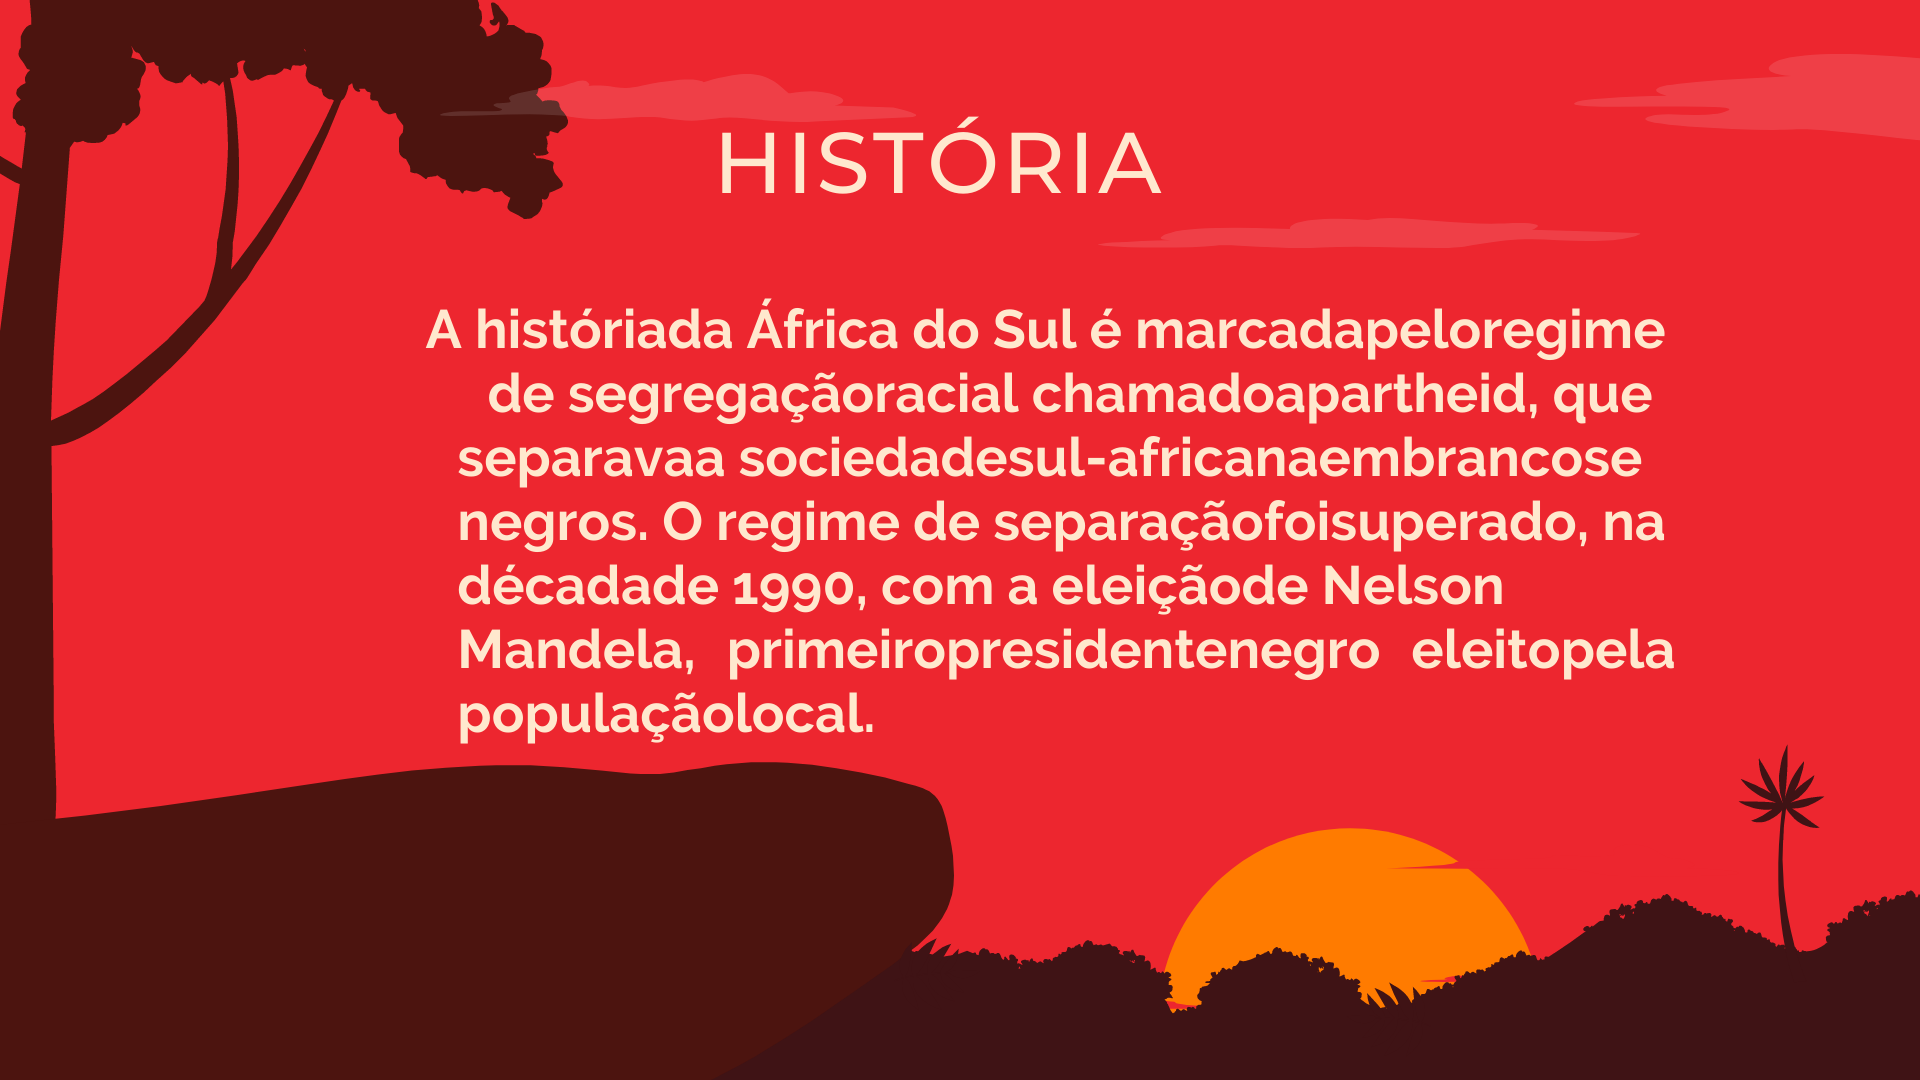 HISTÓRIA
A históriada África do Sul é marcadapeloregime
de segregaçãoracial chamadoapartheid, que
separavaa sociedadesul-africanaembrancose
negros. O regime de separaçãofoisuperado, na
décadade 1990, com a eleiçãode Nelson
Mandela, primeiropresidentenegro eleitopela
populaçãolocal.